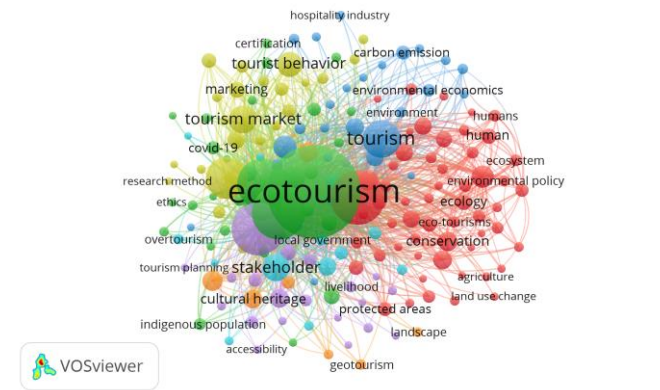 hospitality industry
certification
carbon emission
tourist behavior
marketing
environmental economics
environment
humans
tourism market
tourism
human
covid-19
ecosystem
research method
environmental policy
ecotourism
ethics
ecology
eco-tourisms
overtourism
local government
conservation
tourism planning
stakeholder
agriculture
livelihood
cultural heritage
land use change
protected areas
indigenous population
landscape
accessibility
geotourism
VOSviewer